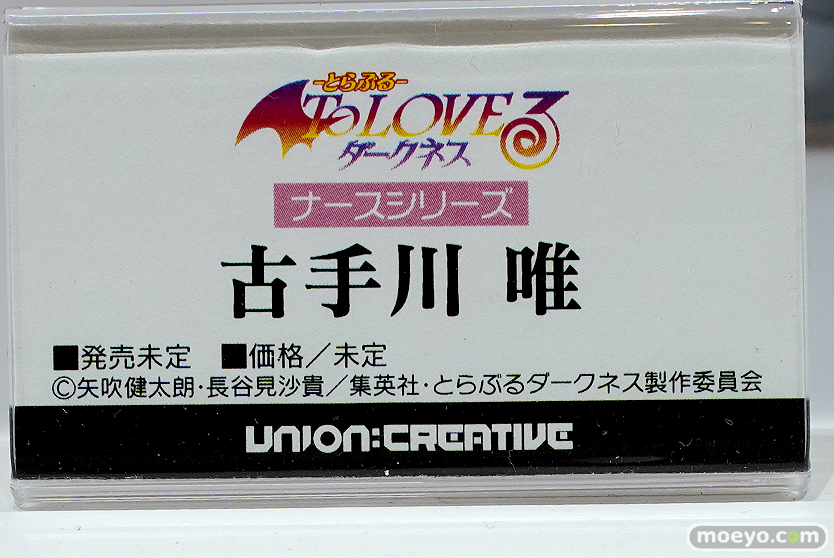 -とらぶる-
ToLOVEる
ダークネス
ナースシリーズ
古手川 唯
■発売未定 ■価格／未定
©矢吹健太朗・長谷見沙貴／集英社・とらぶるダークネス製作委員会
UNION:CREATIVE
moeyo.com